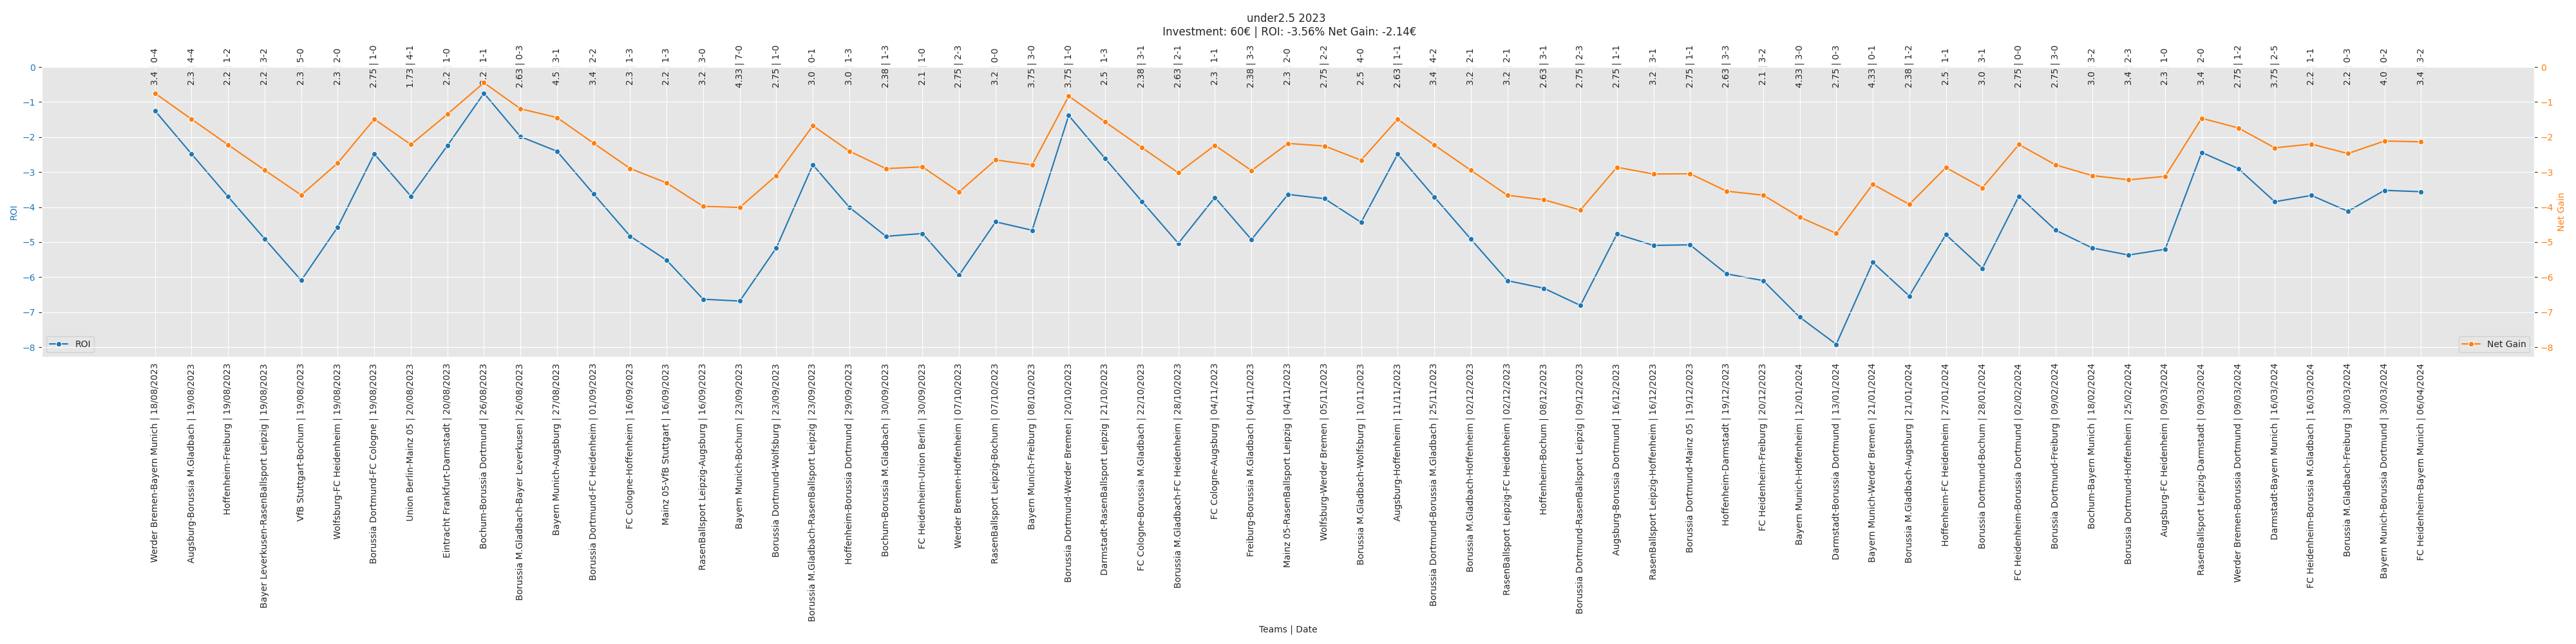 under2.5 2023
Investment: 60€ | ROI: -3.56% Net Gain: -2.14€
3.4 | 0-4
2.3 | 4-4
2.2 | 1-2
2.2 | 3-2
2.3 | 5-0
2.3 | 2-0
2.75 | 1-0
1.73 | 4-1
2.2 | 1-0
3.2 | 1-1
2.63 | 0-3
4.5 | 3-1
3.4 | 2-2
2.3 | 1-3
2.2 | 1-3
3.2 | 3-0
4.33 | 7-0
2.75 | 1-0
3.0 | 0-1
3.0 | 1-3
2.38 | 1-3
2.1 | 1-0
2.75 | 2-3
3.2 | 0-0
3.75 | 3-0
3.75 | 1-0
2.5 | 1-3
2.38 | 3-1
2.63 | 2-1
2.3 | 1-1
2.38 | 3-3
2.3 | 2-0
2.75 | 2-2
2.5 | 4-0
2.63 | 1-1
3.4 | 4-2
3.2 | 2-1
3.2 | 2-1
2.63 | 3-1
2.75 | 2-3
2.75 | 1-1
3.2 | 3-1
2.75 | 1-1
2.63 | 3-3
2.1 | 3-2
4.33 | 3-0
2.75 | 0-3
4.33 | 0-1
2.38 | 1-2
2.5 | 1-1
3.0 | 3-1
2.75 | 0-0
2.75 | 3-0
3.0 | 3-2
3.4 | 2-3
2.3 | 1-0
3.4 | 2-0
2.75 | 1-2
3.75 | 2-5
2.2 | 1-1
2.2 | 0-3
4.0 | 0-2
3.4 | 3-2
0
−1
−2
−3
−4
−5
−6
−7
−8
ROI
ROI
0
−1
−2
−3
−4
−5
−6
−7
−8
Net Gain
Net Gain
Werder Bremen-Bayern Munich | 18/08/2023
Augsburg-Borussia M.Gladbach | 19/08/2023
Hoffenheim-Freiburg | 19/08/2023
Bayer Leverkusen-RasenBallsport Leipzig | 19/08/2023
VfB Stuttgart-Bochum | 19/08/2023
Wolfsburg-FC Heidenheim | 19/08/2023
Borussia Dortmund-FC Cologne | 19/08/2023
Union Berlin-Mainz 05 | 20/08/2023
Eintracht Frankfurt-Darmstadt | 20/08/2023
Bochum-Borussia Dortmund | 26/08/2023
Borussia M.Gladbach-Bayer Leverkusen | 26/08/2023
Bayern Munich-Augsburg | 27/08/2023
Borussia Dortmund-FC Heidenheim | 01/09/2023
FC Cologne-Hoffenheim | 16/09/2023
Mainz 05-VfB Stuttgart | 16/09/2023
RasenBallsport Leipzig-Augsburg | 16/09/2023
Bayern Munich-Bochum | 23/09/2023
Borussia Dortmund-Wolfsburg | 23/09/2023
Borussia M.Gladbach-RasenBallsport Leipzig | 23/09/2023
Hoffenheim-Borussia Dortmund | 29/09/2023
Bochum-Borussia M.Gladbach | 30/09/2023
FC Heidenheim-Union Berlin | 30/09/2023
Werder Bremen-Hoffenheim | 07/10/2023
RasenBallsport Leipzig-Bochum | 07/10/2023
Bayern Munich-Freiburg | 08/10/2023
Borussia Dortmund-Werder Bremen | 20/10/2023
Darmstadt-RasenBallsport Leipzig | 21/10/2023
FC Cologne-Borussia M.Gladbach | 22/10/2023
Borussia M.Gladbach-FC Heidenheim | 28/10/2023
FC Cologne-Augsburg | 04/11/2023
Freiburg-Borussia M.Gladbach | 04/11/2023
Mainz 05-RasenBallsport Leipzig | 04/11/2023
Wolfsburg-Werder Bremen | 05/11/2023
Borussia M.Gladbach-Wolfsburg | 10/11/2023
Augsburg-Hoffenheim | 11/11/2023
Borussia Dortmund-Borussia M.Gladbach | 25/11/2023
Borussia M.Gladbach-Hoffenheim | 02/12/2023
RasenBallsport Leipzig-FC Heidenheim | 02/12/2023
Hoffenheim-Bochum | 08/12/2023
Borussia Dortmund-RasenBallsport Leipzig | 09/12/2023
Augsburg-Borussia Dortmund | 16/12/2023
RasenBallsport Leipzig-Hoffenheim | 16/12/2023
Borussia Dortmund-Mainz 05 | 19/12/2023
Hoffenheim-Darmstadt | 19/12/2023
FC Heidenheim-Freiburg | 20/12/2023
Bayern Munich-Hoffenheim | 12/01/2024
Darmstadt-Borussia Dortmund | 13/01/2024
Bayern Munich-Werder Bremen | 21/01/2024
Borussia M.Gladbach-Augsburg | 21/01/2024
Hoffenheim-FC Heidenheim | 27/01/2024
Borussia Dortmund-Bochum | 28/01/2024
FC Heidenheim-Borussia Dortmund | 02/02/2024
Borussia Dortmund-Freiburg | 09/02/2024
Bochum-Bayern Munich | 18/02/2024
Borussia Dortmund-Hoffenheim | 25/02/2024
Augsburg-FC Heidenheim | 09/03/2024
RasenBallsport Leipzig-Darmstadt | 09/03/2024
Werder Bremen-Borussia Dortmund | 09/03/2024
Darmstadt-Bayern Munich | 16/03/2024
FC Heidenheim-Borussia M.Gladbach | 16/03/2024
Borussia M.Gladbach-Freiburg | 30/03/2024
Bayern Munich-Borussia Dortmund | 30/03/2024
FC Heidenheim-Bayern Munich | 06/04/2024
Teams | Date